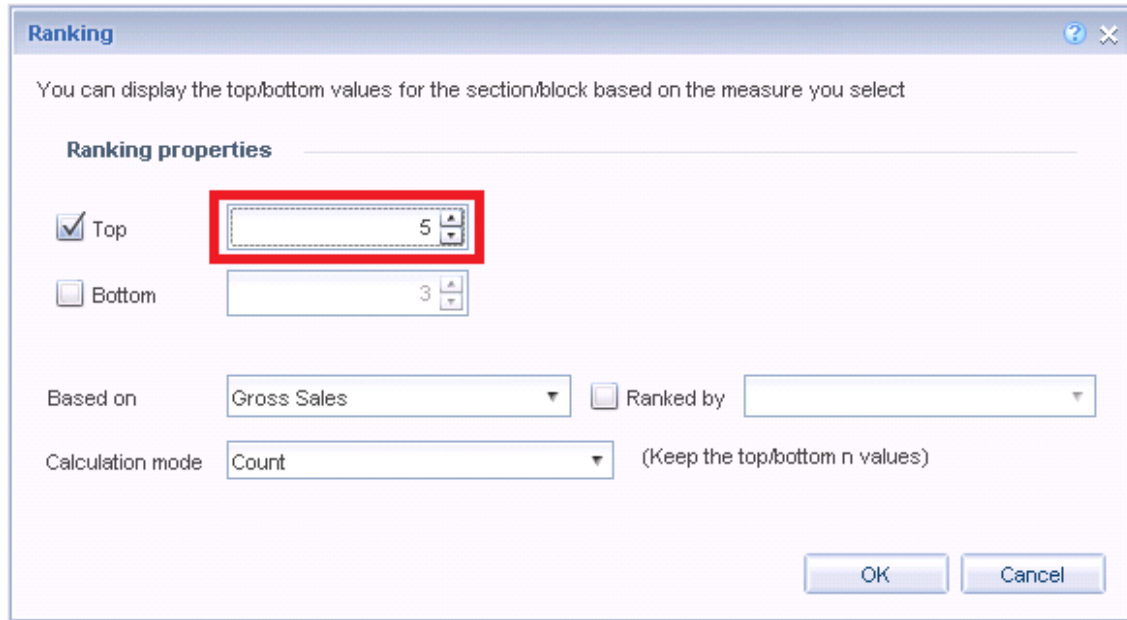 Ranking
You can display the top/bottom values for the section/block based on the measure you select
Ranking properties
Top 5
Bottom 3
Based on Gross Sales Ranked by
Calculation mode Count (Keep the top/bottom n values)
OK Cancel